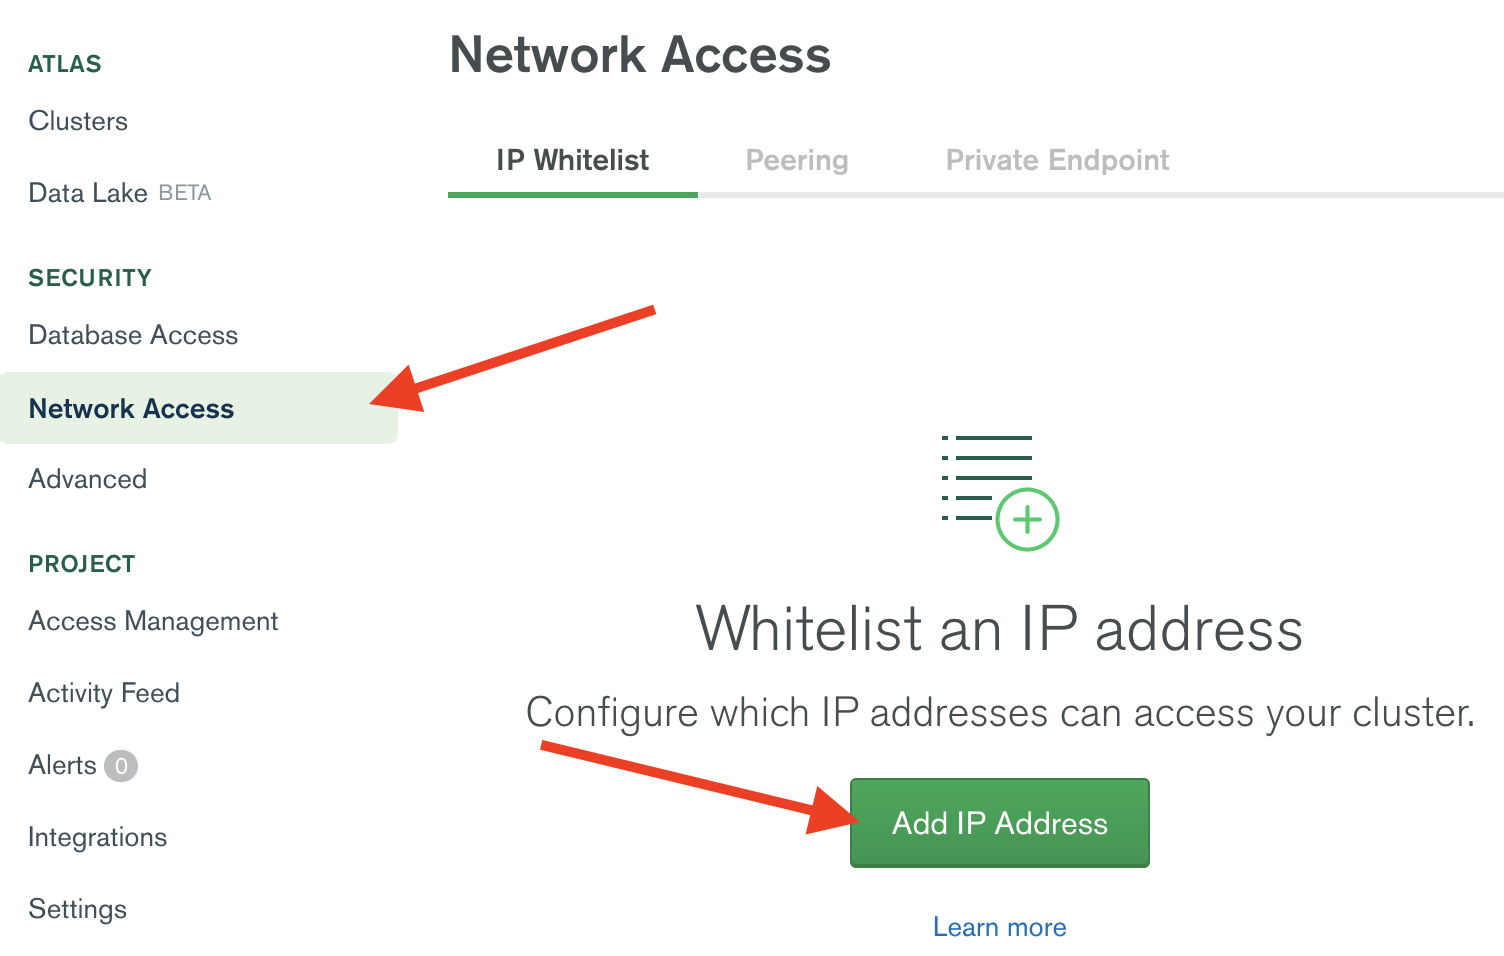 ATLAS
Clusters
Data Lake BETA
SECURITY
Database Access
Network Access
Advanced
PROJECT
Access Management
Activity Feed
Alerts 0
Integrations
Settings
Network Access
IP Whitelist
Peering
Private Endpoint
Whitelist an IP address
Configure which IP addresses can access your cluster.
Add IP Address
Learn more